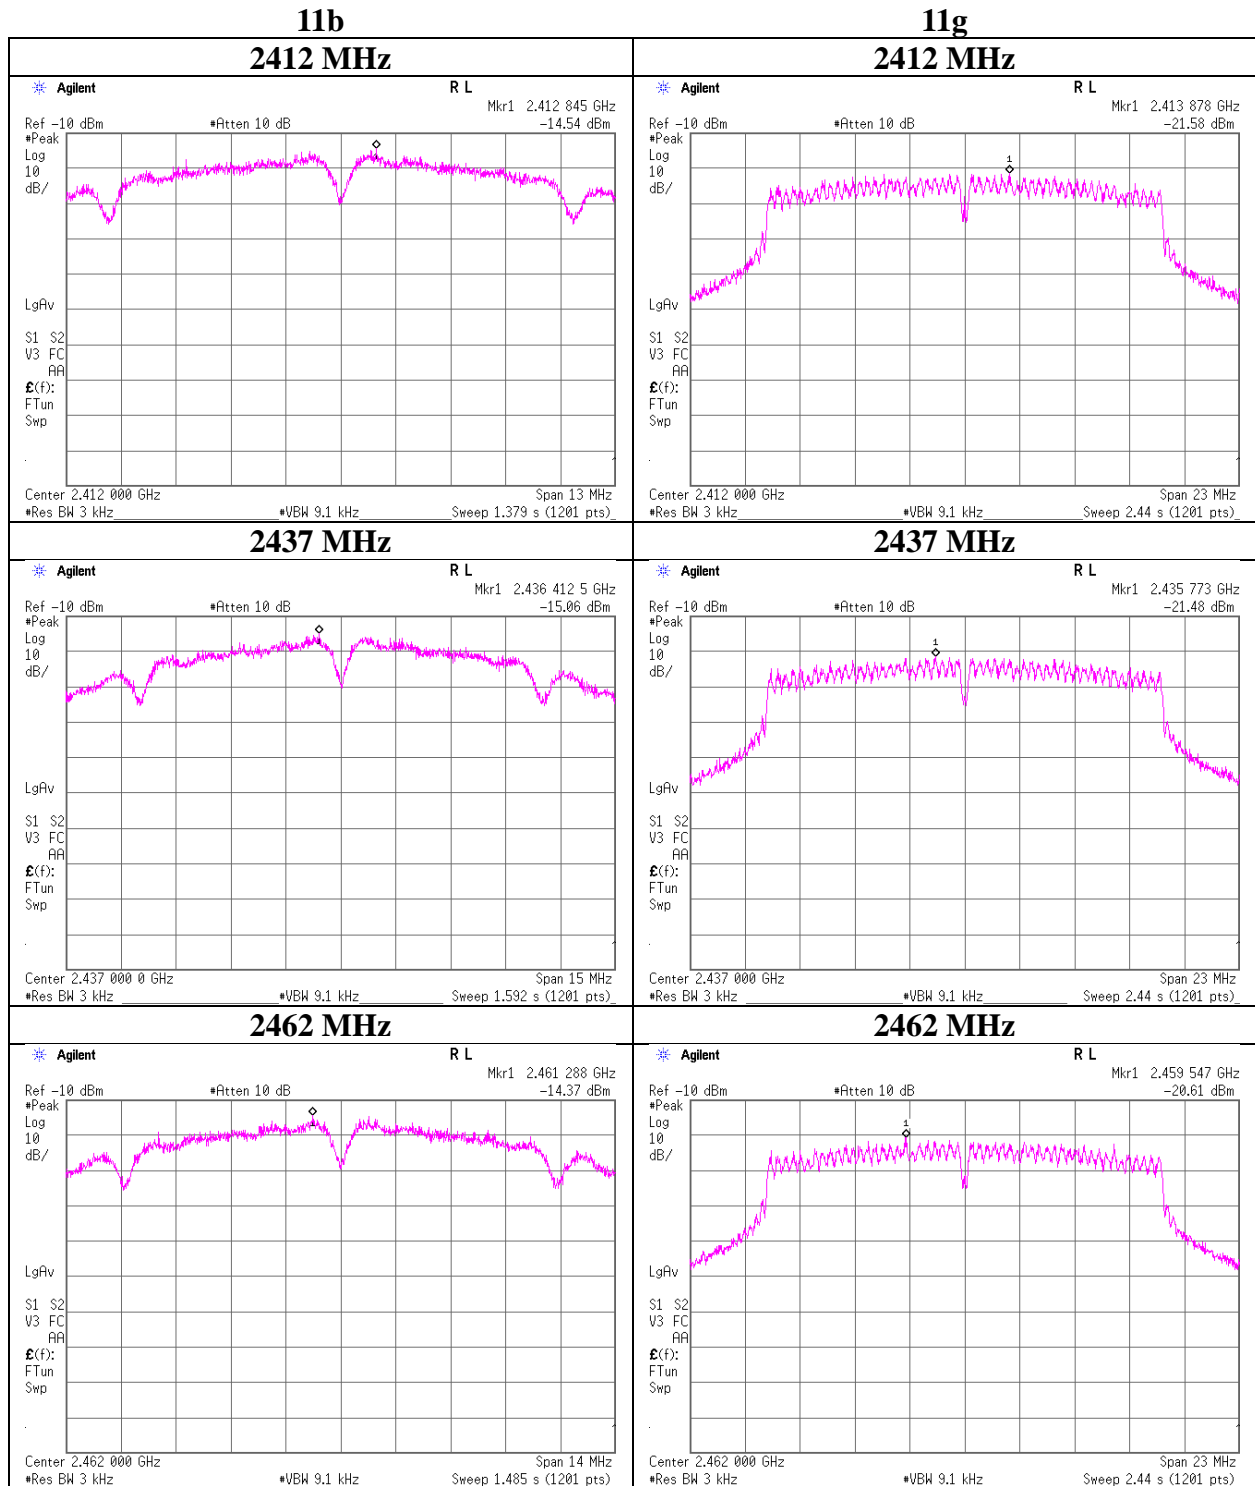 11b 11g
2412 MHz 2412 MHz
Agilent R L
Mkr1 2.412 845 GHz
Ref -10 dBm #Atten 10 dB -14.54 dBm
#Peak
Log
10
dB/
LgAv
S1 S2
V3 FC
AA
£(f):
FTun
Swp
Center 2.412 000 GHz Span 13 MHz
#Res BW 3 kHz #VBW 9.1 kHz Sweep 1.379 s (1201 pts)
Agilent R L
Mkr1 2.413 878 GHz
Ref -10 dBm #Atten 10 dB -21.58 dBm
#Peak
Log
10
dB/
1
LgAv
S1 S2
V3 FC
AA
£(f):
FTun
Swp
Center 2.412 000 GHz Span 23 MHz
#Res BW 3 kHz #VBW 9.1 kHz Sweep 2.44 s (1201 pts)
2437 MHz 2437 MHz
Agilent R L
Mkr1 2.436 412 5 GHz
Ref -10 dBm #Atten 10 dB -15.06 dBm
#Peak
Log
10
dB/
LgAv
S1 S2
V3 FC
AA
£(f):
FTun
Swp
Center 2.437 000 0 GHz Span 15 MHz
#Res BW 3 kHz #VBW 9.1 kHz Sweep 1.592 s (1201 pts)
Agilent R L
Mkr1 2.435 773 GHz
Ref -10 dBm #Atten 10 dB -21.48 dBm
#Peak
Log
10
dB/
1
LgAv
S1 S2
V3 FC
AA
£(f):
FTun
Swp
Center 2.437 000 GHz Span 23 MHz
#Res BW 3 kHz #VBW 9.1 kHz Sweep 2.44 s (1201 pts)
2462 MHz 2462 MHz
Agilent R L
Mkr1 2.461 288 GHz
Ref -10 dBm #Atten 10 dB -14.37 dBm
#Peak
Log
10
dB/
1
LgAv
S1 S2
V3 FC
AA
£(f):
FTun
Swp
Center 2.462 000 GHz Span 14 MHz
#Res BW 3 kHz #VBW 9.1 kHz Sweep 1.485 s (1201 pts)
Agilent R L
Mkr1 2.459 547 GHz
Ref -10 dBm #Atten 10 dB -20.61 dBm
#Peak
Log
10
dB/
1
LgAv
S1 S2
V3 FC
AA
£(f):
FTun
Swp
Center 2.462 000 GHz Span 23 MHz
#Res BW 3 kHz #VBW 9.1 kHz Sweep 2.44 s (1201 pts)